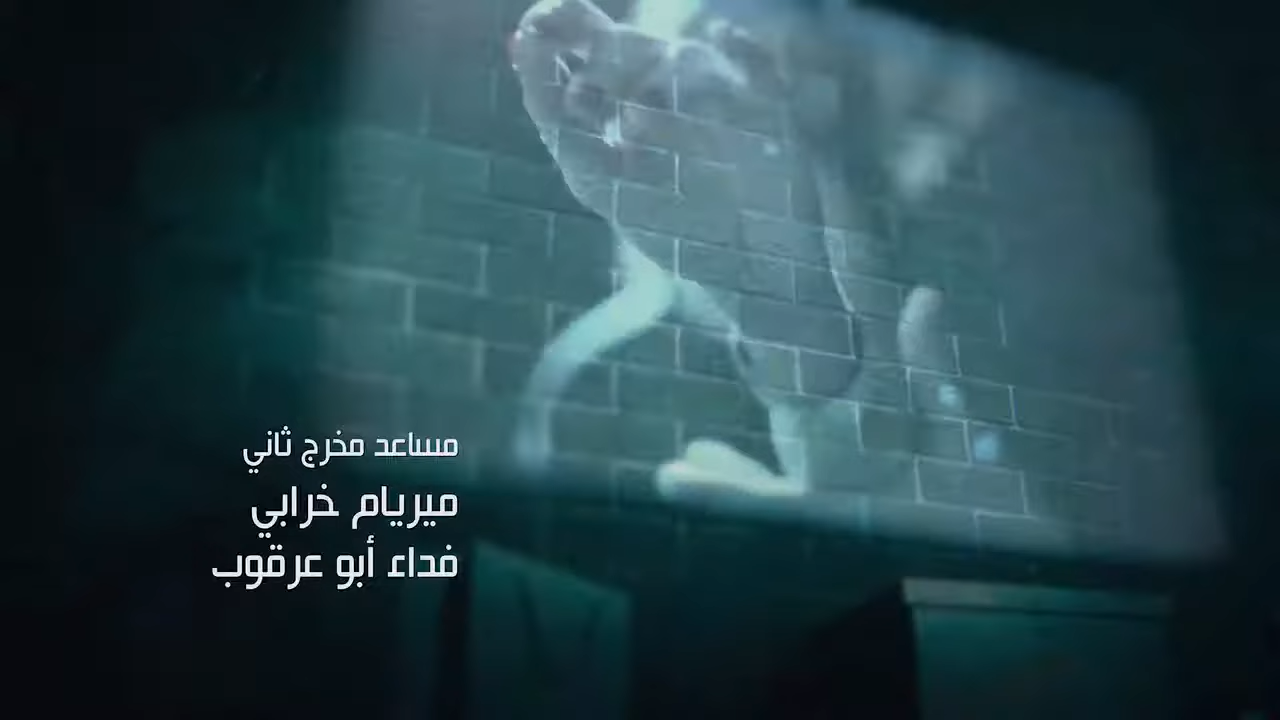 مساعد مخرج ثاني
ميريام خرابي
فداء أبو عرقوب